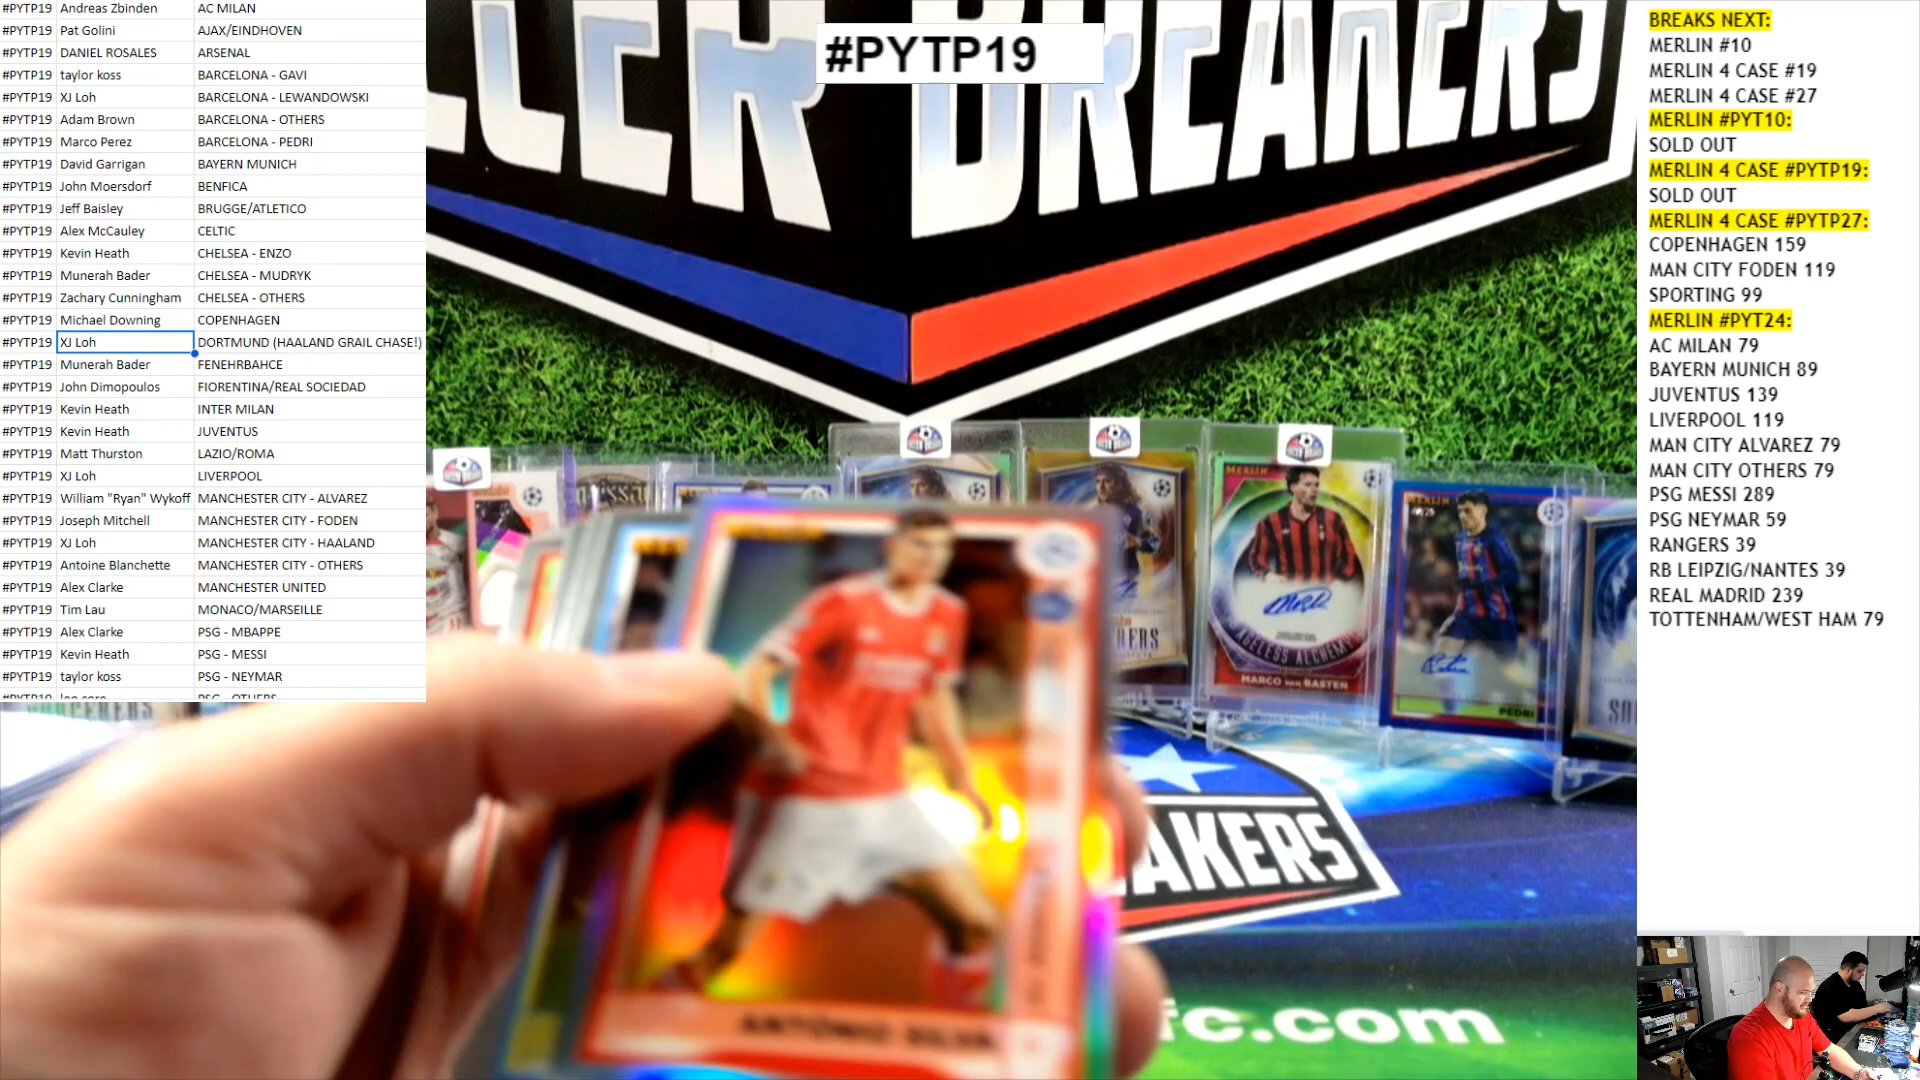 #PYTP19 Andreas Zbinden AC MILAN
#PYTP19 Pat Golini AJAX/EINDHOVEN
#PYTP19 DANIEL ROSALES ARSENAL
#PYTP19 taylor koss BARCELONA - GAVI
#PYTP19 XJ Loh BARCELONA - LEWANDOWSKI
#PYTP19 Adam Brown BARCELONA - OTHERS
#PYTP19 Marco Perez BARCELONA - PEDRI
#PYTP19 David Garrigan BAYERN MUNICH
#PYTP19 John Moersdorf BENFICA
#PYTP19 Jeff Baisley BRUGGE/ATLETICO
#PYTP19 Alex McCauley CELTIC
#PYTP19 Kevin Heath CHELSEA - ENZO
#PYTP19 Munerah Bader CHELSEA - MUDRYK
#PYTP19 Zachary Cunningham CHELSEA - OTHERS
#PYTP19 Michael Downing COPENHAGEN
#PYTP19 XJ Loh DORTMUND (HAALAND GRAIL CHASE!)
#PYTP19 Munerah Bader FENEHRBAHCE
#PYTP19 John Dimopoulos FIORENTINA/REAL SOCIEDAD
#PYTP19 Kevin Heath INTER MILAN
#PYTP19 Kevin Heath JUVENTUS
#PYTP19 Matt Thurston LAZIO/ROMA
#PYTP19 XJ Loh LIVERPOOL
#PYTP19 William "Ryan" Wykoff MANCHESTER CITY - ALVAREZ
#PYTP19 Joseph Mitchell MANCHESTER CITY - FODEN
#PYTP19 XJ Loh MANCHESTER CITY - HAALAND
#PYTP19 Antoine Blanchette MANCHESTER CITY - OTHERS
#PYTP19 Alex Clarke MANCHESTER UNITED
#PYTP19 Tim Lau MONACO/MARSEILLE
#PYTP19 Alex Clarke PSG - MBAPPE
#PYTP19 Kevin Heath PSG - MESSI
#PYTP19 taylor koss PSG - NEYMAR
#PYTP19
BREAKERS
MERLIN
AGELESS ALCHEMY
MARCO van BASTEN
MERLIN
PEDRI
ANTÓNIO SILVA
AKERS
fc.com
BREAKS NEXT:
MERLIN #10
MERLIN 4 CASE #19
MERLIN 4 CASE #27
MERLIN #PYT10:
SOLD OUT
MERLIN 4 CASE #PYTP19:
SOLD OUT
MERLIN 4 CASE #PYTP27:
COPENHAGEN 159
MAN CITY FODEN 119
SPORTING 99
MERLIN #PYT24:
AC MILAN 79
BAYERN MUNICH 89
JUVENTUS 139
LIVERPOOL 119
MAN CITY ALVAREZ 79
MAN CITY OTHERS 79
PSG MESSI 289
PSG NEYMAR 59
RANGERS 39
RB LEIPZIG/NANTES 39
REAL MADRID 239
TOTTENHAM/WEST HAM 79